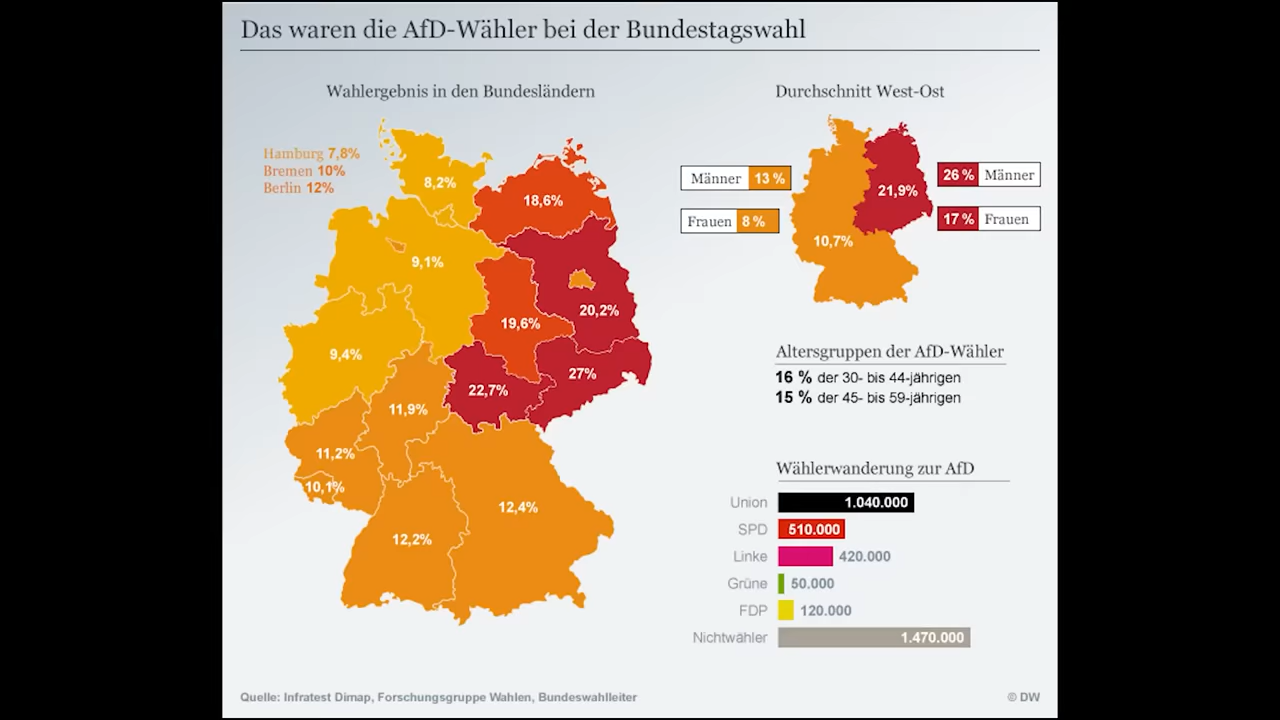 Das waren die AfD-Wähler bei der Bundestagswahl
Wahlergebnis in den Bundesländern
Hamburg 7,8%
Bremen 10%
Berlin 12%
8,2%
18,6%
9,1%
20,2%
19,6%
9,4%
27%
22,7%
11,9%
11,2%
10,1%
12,4%
12,2%
Durchschnitt West-Ost
Männer 13 %
26 % Männer
21,9%
Frauen 8 %
17 % Frauen
10,7%
Altersgruppen der AfD-Wähler
16 % der 30- bis 44-jährigen
15 % der 45- bis 59-jährigen
Wählerwanderung zur AfD
Union 1.040.000
SPD 510.000
Linke 420.000
Grüne 50.000
FDP 120.000
Nichtwähler 1.470.000
Quelle: Infratest Dimap, Forschungsgruppe Wahlen, Bundeswahlleiter
© DW